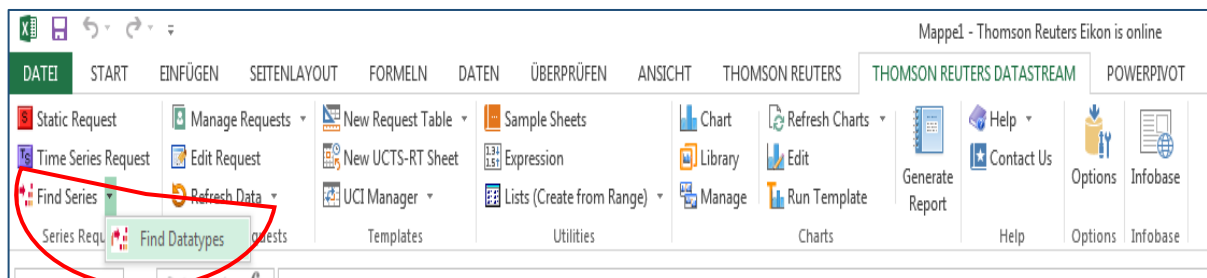 Mappe1 - Thomson Reuters Eikon is online
DATEI START EINFÜGEN SEITENLAYOUT FORMELN DATEN ÜBERPRÜFEN ANSICHT THOMSON REUTERS THOMSON REUTERS DATASTREAM POWERPIVOT
Static Request Manage Requests New Request Table Sample Sheets Chart Refresh Charts Help
Time Series Request Edit Request New UCTS-RT Sheet Expression Library Edit Contact Us
Generate Report Options Infobase
Find Series Refresh Data UCI Manager Lists (Create from Range) Manage Run Template
Series Requ Find Datatypes quests Templates Utilities Charts Help Options Infobase